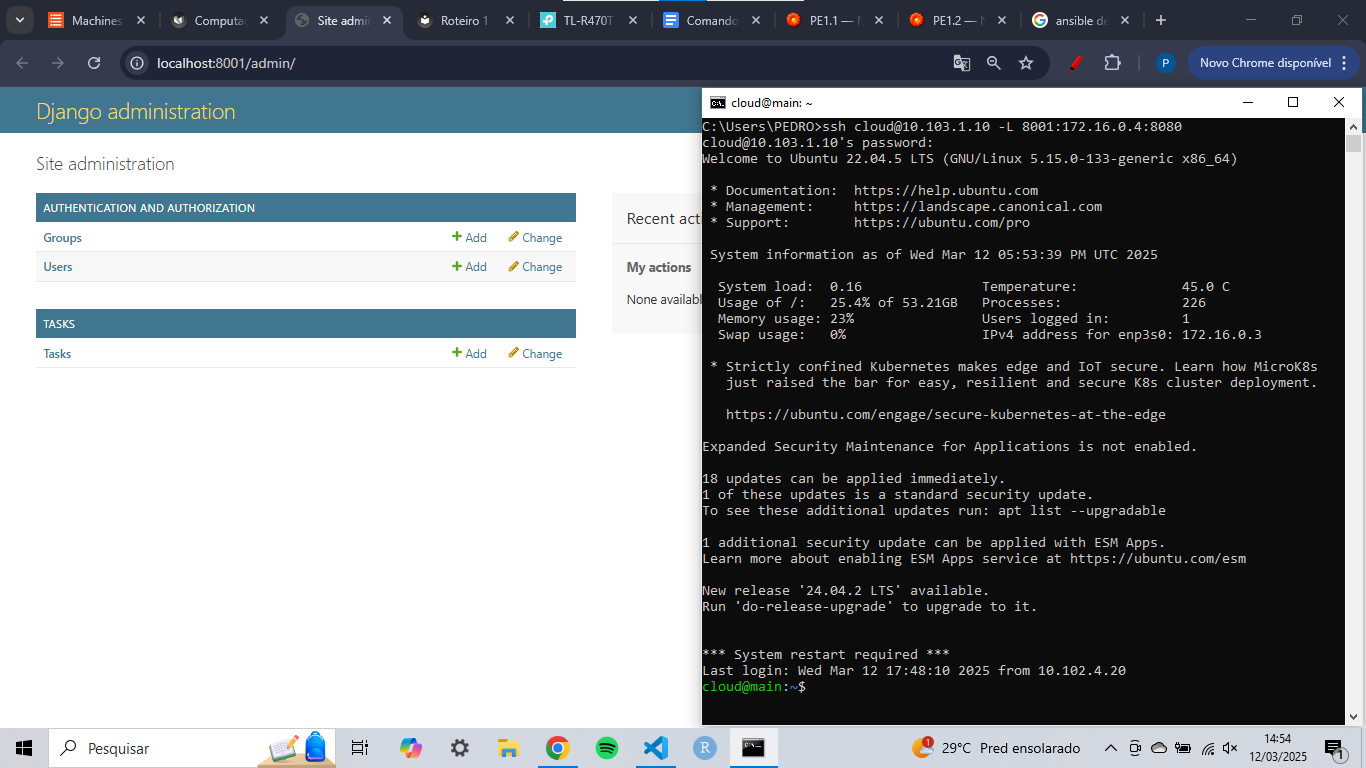 Machines
Computa
Site admi
Roteiro 1
TL-R470T
Comando
PE1.1 —
PE1.2 —
ansible de
localhost:8001/admin/
P
Novo Chrome disponível
Django administration
Site administration
AUTHENTICATION AND AUTHORIZATION
Groups Add Change
Users Add Change
TASKS
Tasks Add Change
Recent act
My actions
None availabl
cloud@main: ~
C:\Users\PEDRO>ssh cloud@10.103.1.10 -L 8001:172.16.0.4:8080
cloud@10.103.1.10's password:
Welcome to Ubuntu 22.04.5 LTS (GNU/Linux 5.15.0-133-generic x86_64)
* Documentation: https://help.ubuntu.com
* Management: https://landscape.canonical.com
* Support: https://ubuntu.com/pro
System information as of Wed Mar 12 05:53:39 PM UTC 2025
System load: 0.16 Temperature: 45.0 C
Usage of /: 25.4% of 53.21GB Processes: 226
Memory usage: 23% Users logged in: 1
Swap usage: 0% IPv4 address for enp3s0: 172.16.0.3
* Strictly confined Kubernetes makes edge and IoT secure. Learn how MicroK8s
just raised the bar for easy, resilient and secure K8s cluster deployment.
https://ubuntu.com/engage/secure-kubernetes-at-the-edge
Expanded Security Maintenance for Applications is not enabled.
18 updates can be applied immediately.
1 of these updates is a standard security update.
To see these additional updates run: apt list --upgradable
1 additional security update can be applied with ESM Apps.
Learn more about enabling ESM Apps service at https://ubuntu.com/esm
New release '24.04.2 LTS' available.
Run 'do-release-upgrade' to upgrade to it.
*** System restart required ***
Last login: Wed Mar 12 17:48:10 2025 from 10.102.4.20
cloud@main:~$
Pesquisar
R
1
29°C Pred ensolarado
14:54
12/03/2025
1